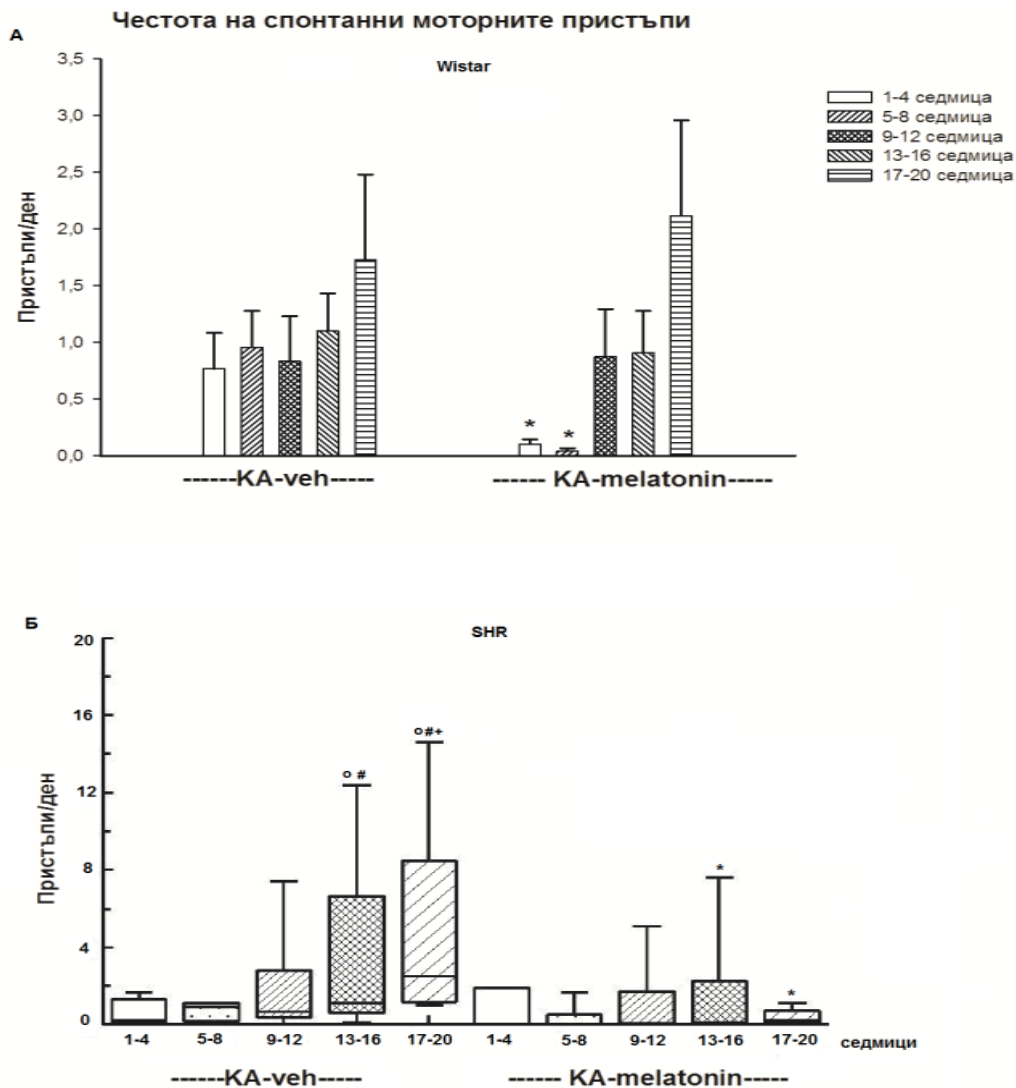 Честота на спонтанни моторните пристъпи
А
Wistar
3,5
3,0
2,5
2,0
1,5
1,0
0,5
0,0
Пристъпи/ден
1-4 седмица
5-8 седмица
9-12 седмица
13-16 седмица
17-20 седмица
* *
------KA-veh-----
------ KA-melatonin-----
Б
SHR
20
16
12
8
4
0
Пристъпи/ден
o #
o#+
*
*
1-4 5-8 9-12 13-16 17-20 1-4 5-8 9-12 13-16 17-20 седмици
------KA-veh----- ------ KA-melatonin-----